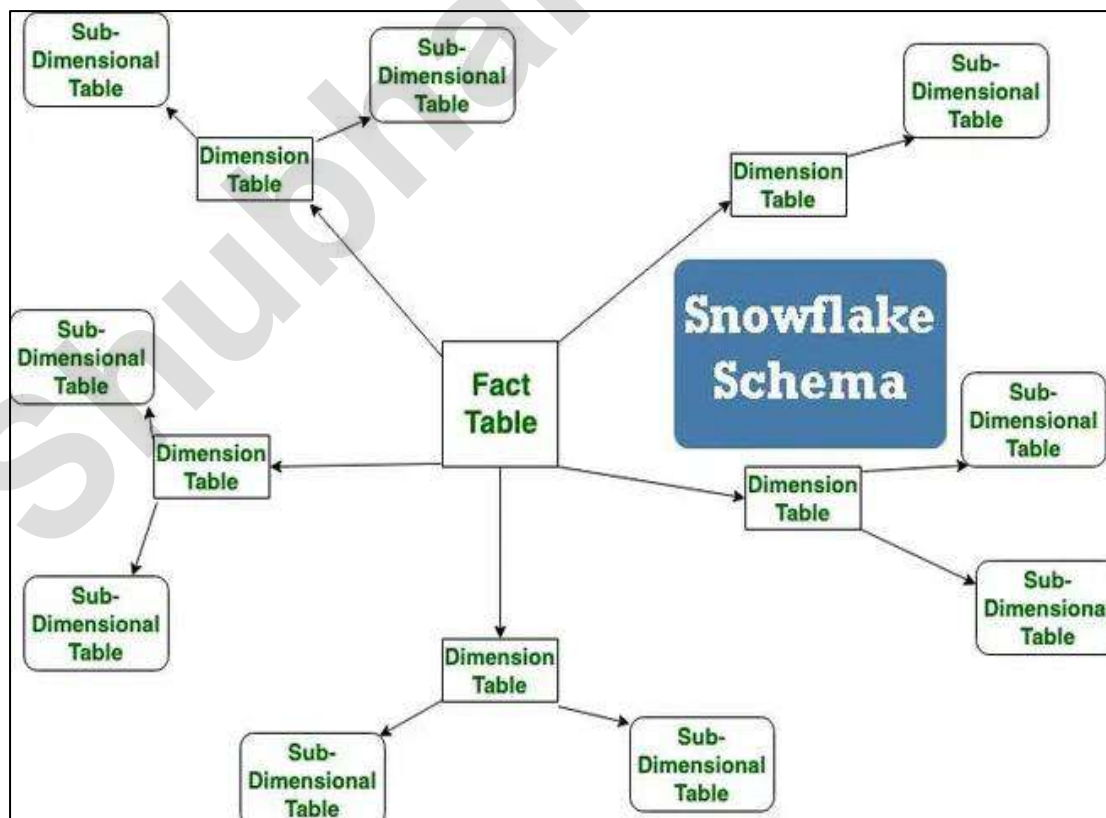 Sub-
Dimensional
Table
Sub-
Dimensional
Table
Sub-
Dimensional
Table
Dimension
Table
Dimension
Table
Snowflake
Schema
Sub-
Dimensional
Table
Fact
Table
Sub-
Dimensional
Table
Dimension
Table
Dimension
Table
Sub-
Dimensional
Table
Sub-
Dimensiona
Table
Dimension
Table
Sub-
Dimensional
Table
Sub-
Dimensional
Table